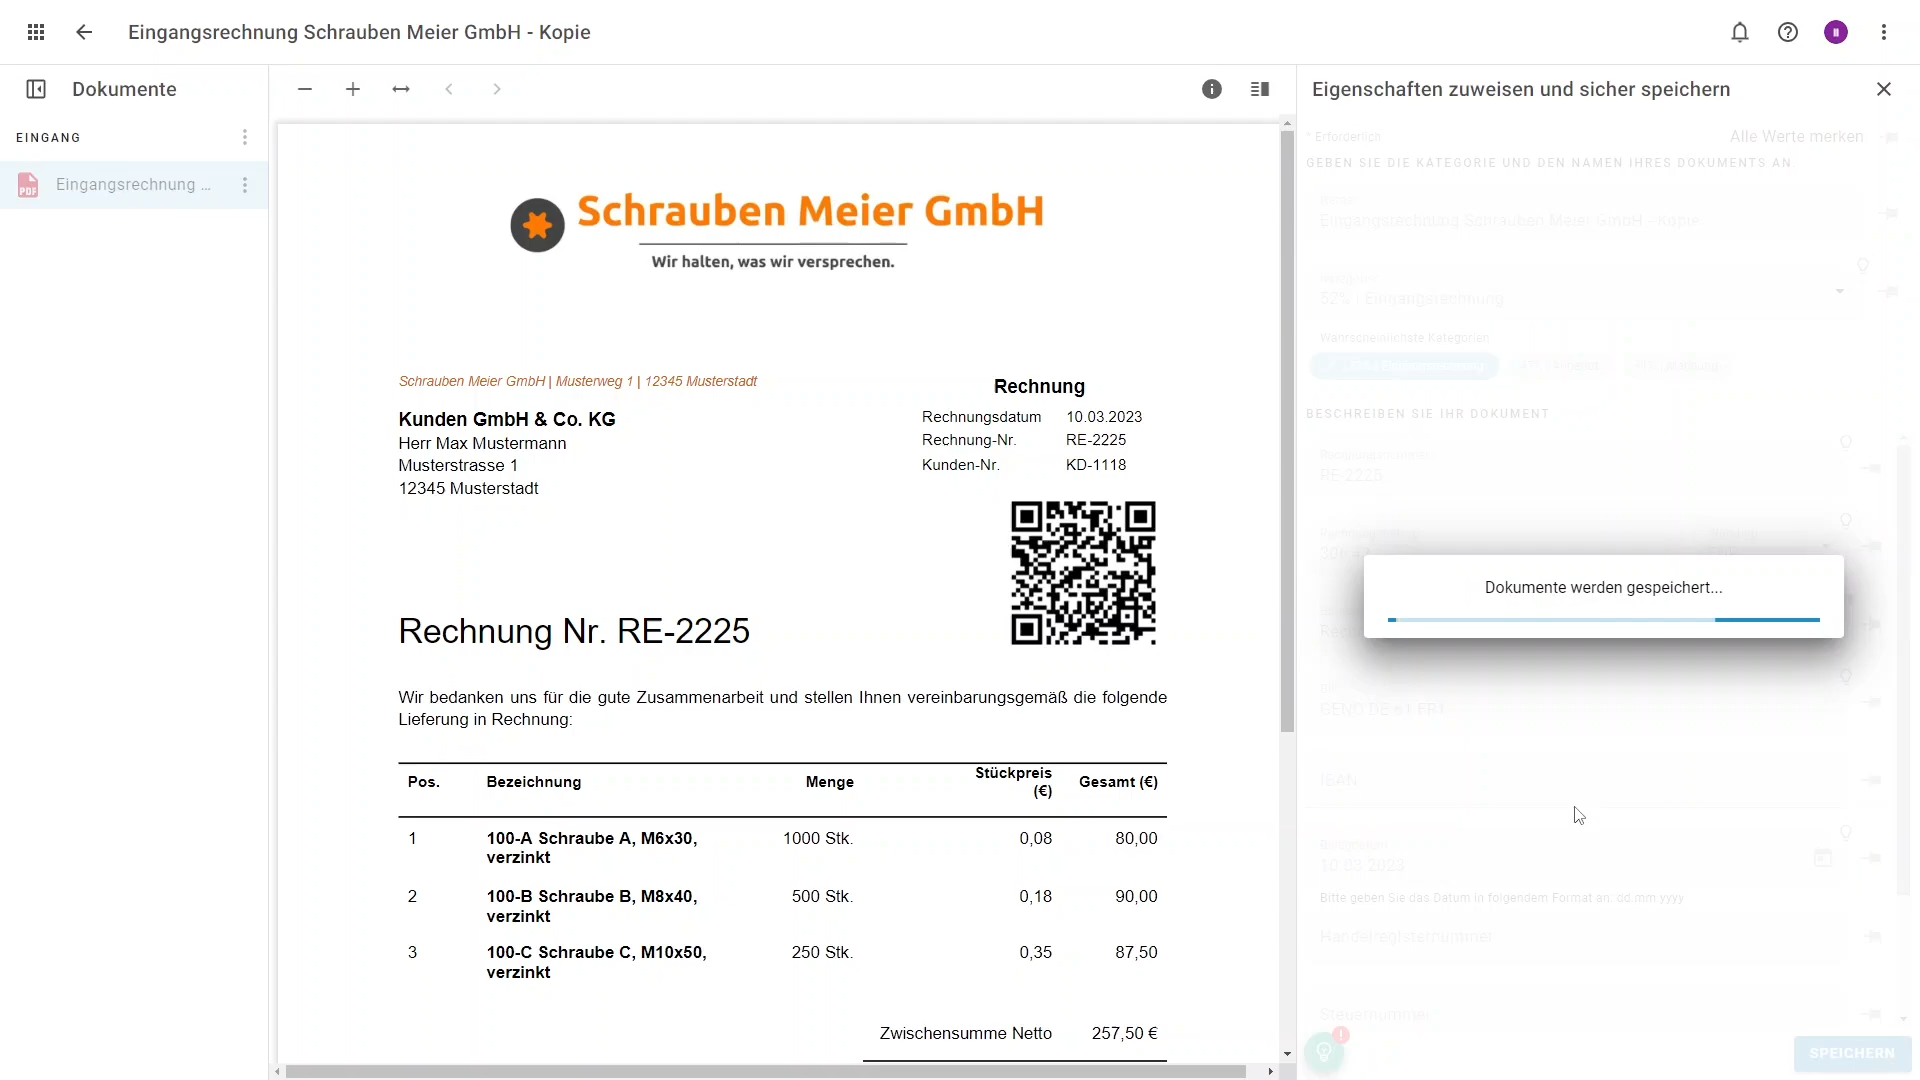 Eingangsrechnung Schrauben Meier GmbH - Kopie
Dokumente
EINGANG
PDF
Eingangsrechnung ...
Schrauben Meier GmbH
Wir halten, was wir versprechen.
Schrauben Meier GmbH | Musterweg 1 | 12345 Musterstadt
Kunden GmbH & Co. KG
Herr Max Mustermann
Musterstrasse 1
12345 Musterstadt
Rechnung
Rechnungsdatum 10.03.2023
Rechnung-Nr. RE-2225
Kunden-Nr. KD-1118
Rechnung Nr. RE-2225
Wir bedanken uns für die gute Zusammenarbeit und stellen Ihnen vereinbarungsgemäß die folgende
Lieferung in Rechnung:
Pos. Bezeichnung Menge Stückpreis (€) Gesamt (€)
1 100-A Schraube A, M6x30, 1000 Stk. 0,08 80,00
verzinkt
2 100-B Schraube B, M8x40, 500 Stk. 0,18 90,00
verzinkt
3 100-C Schraube C, M10x50, 250 Stk. 0,35 87,50
verzinkt
Zwischensumme Netto 257,50 €
Eigenschaften zuweisen und sicher speichern
* Erforderlich
Alle Werte merken
GEBEN SIE DIE KATEGORIE UND DEN NAMEN IHRES DOKUMENTS AN
Eingangsrechnung Schrauben Meier GmbH - Kopie
52% - Eingangsrechnung
Wahrscheinlichste Kategorien
BESCHREIBEN SIE IHR DOKUMENT
RE-2225
Dokumente werden gespeichert...
IBAN
10.03.2023
Bitte geben Sie das Datum in folgendem Format an: dd.mm.yyyy
Handelregisternummer
Steuernummer
SPEICHERN